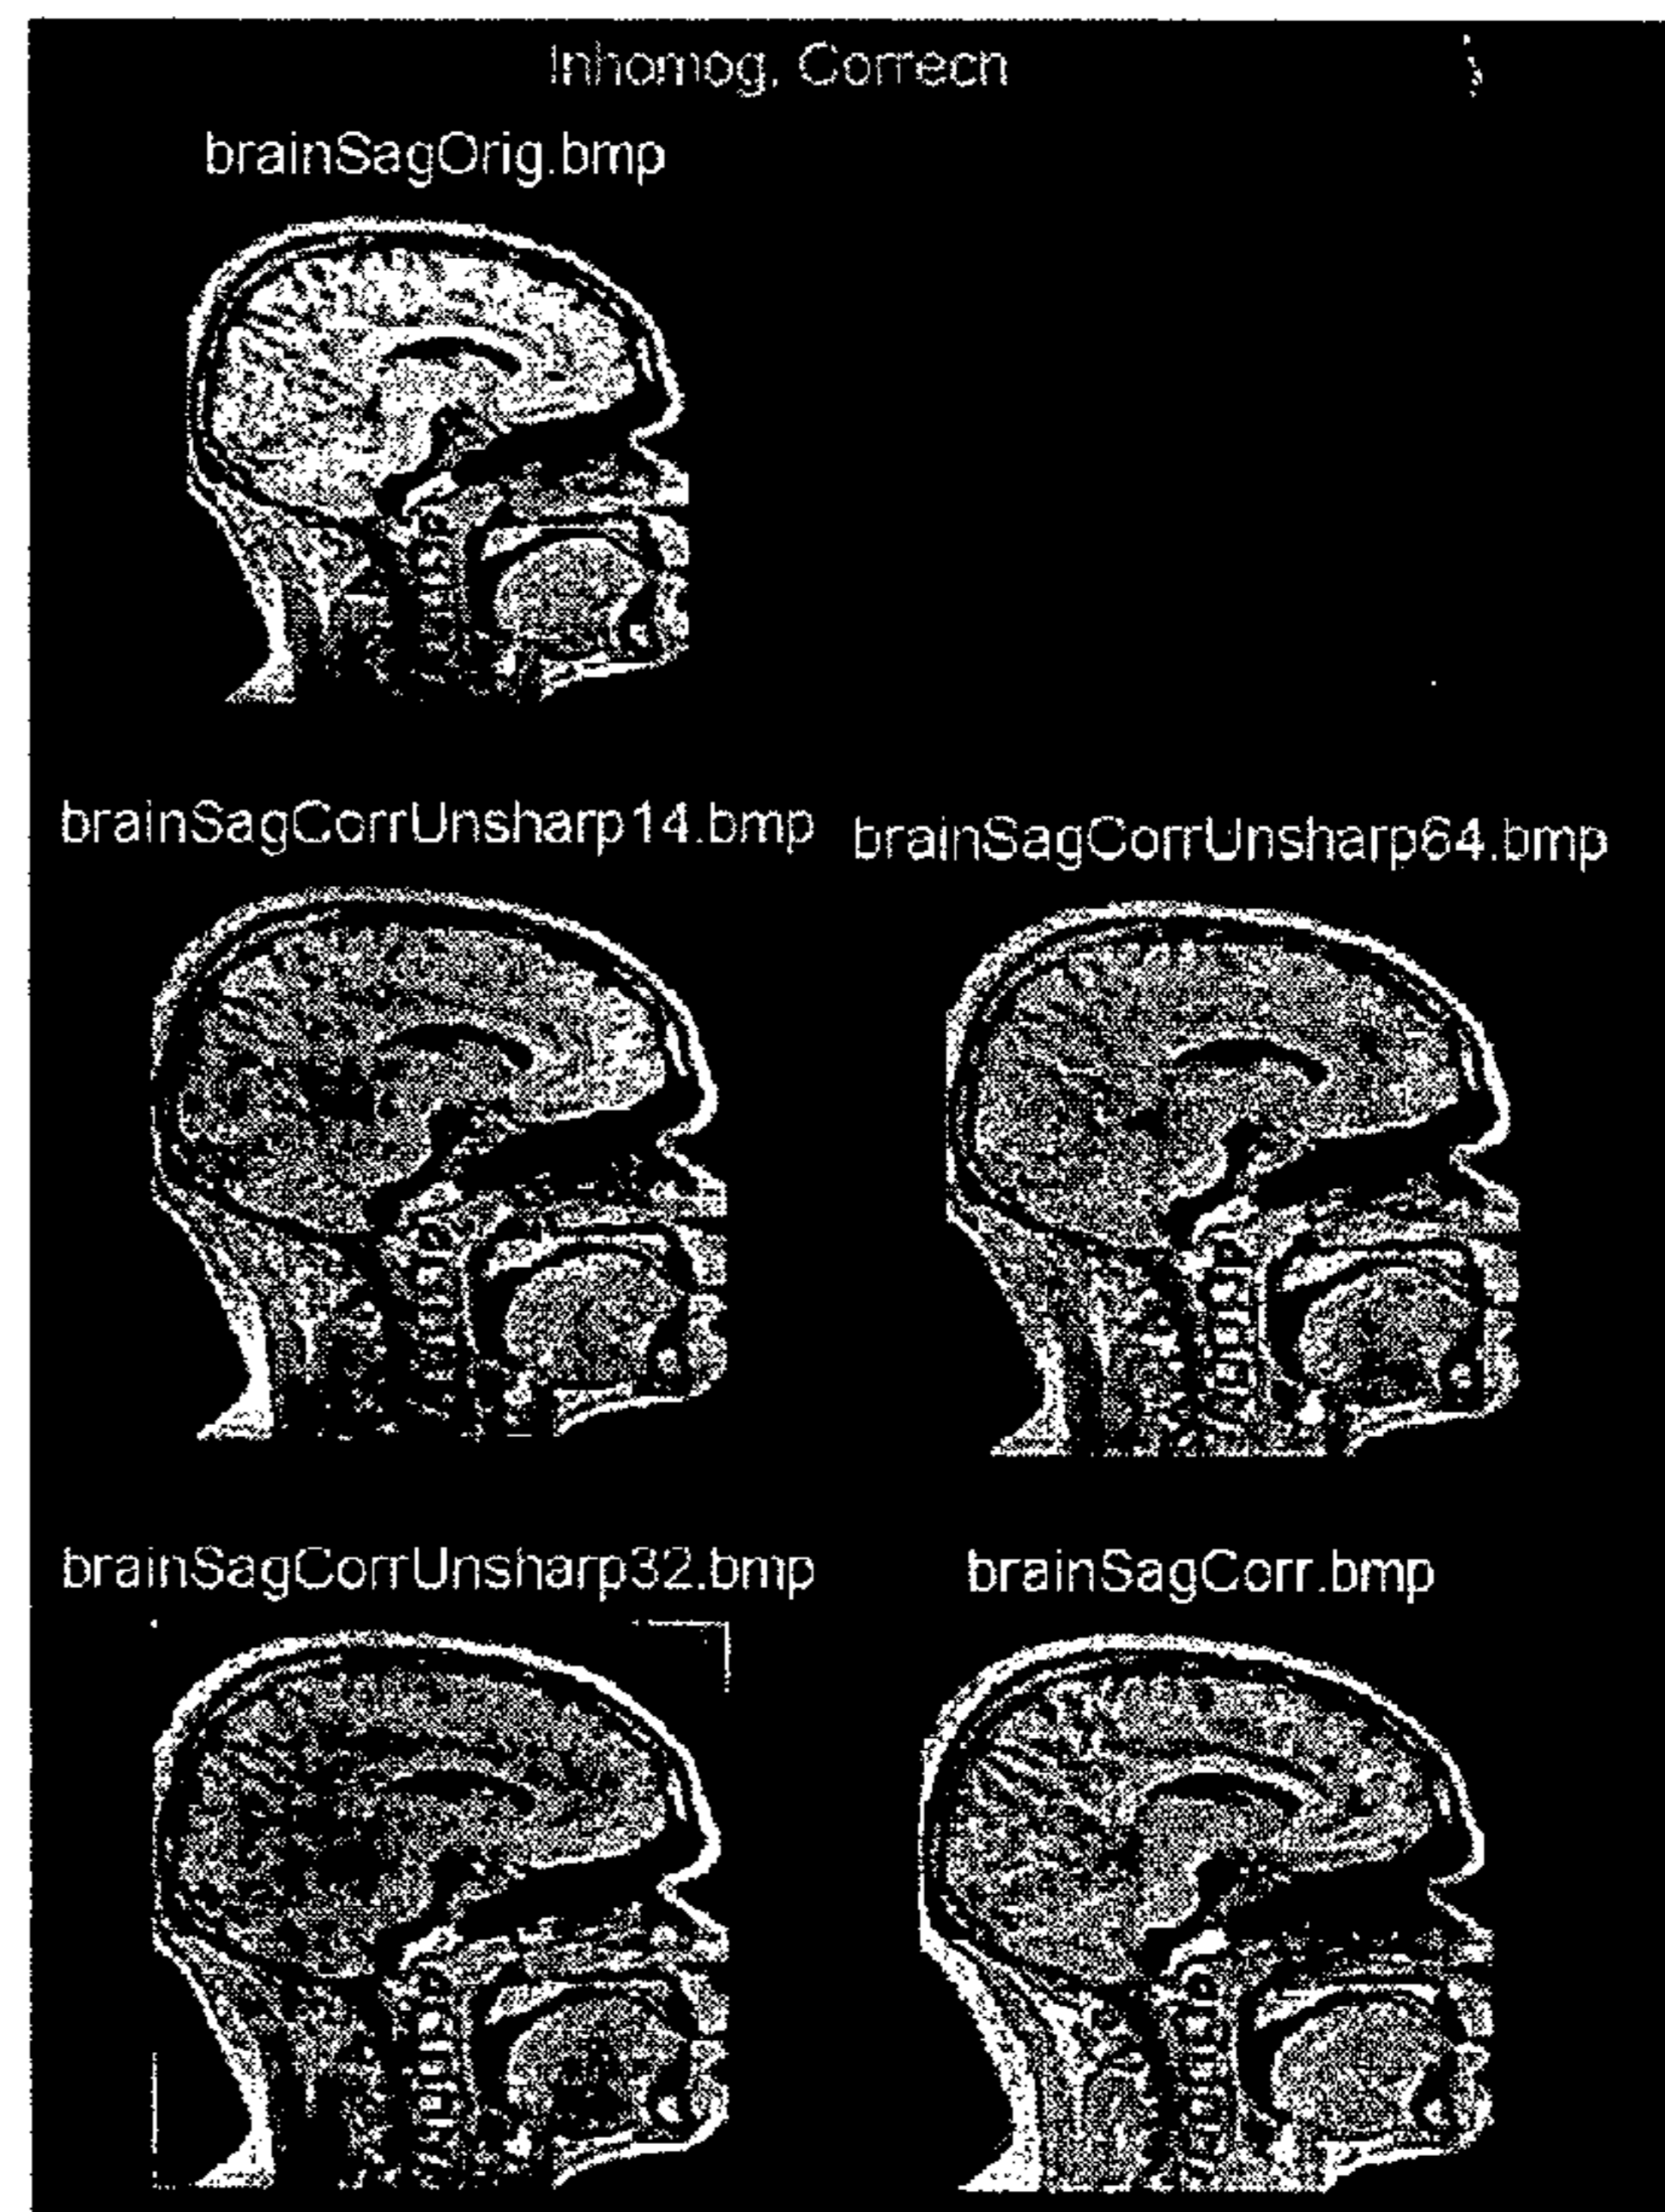 Inhomog. Correcn
brainSagOrig.bmp
brainSagCorrUnsharp14.bmp
brainSagCorrUnsharp64.bmp
brainSagCorrUnsharp32.bmp
brainSagCorr.bmp